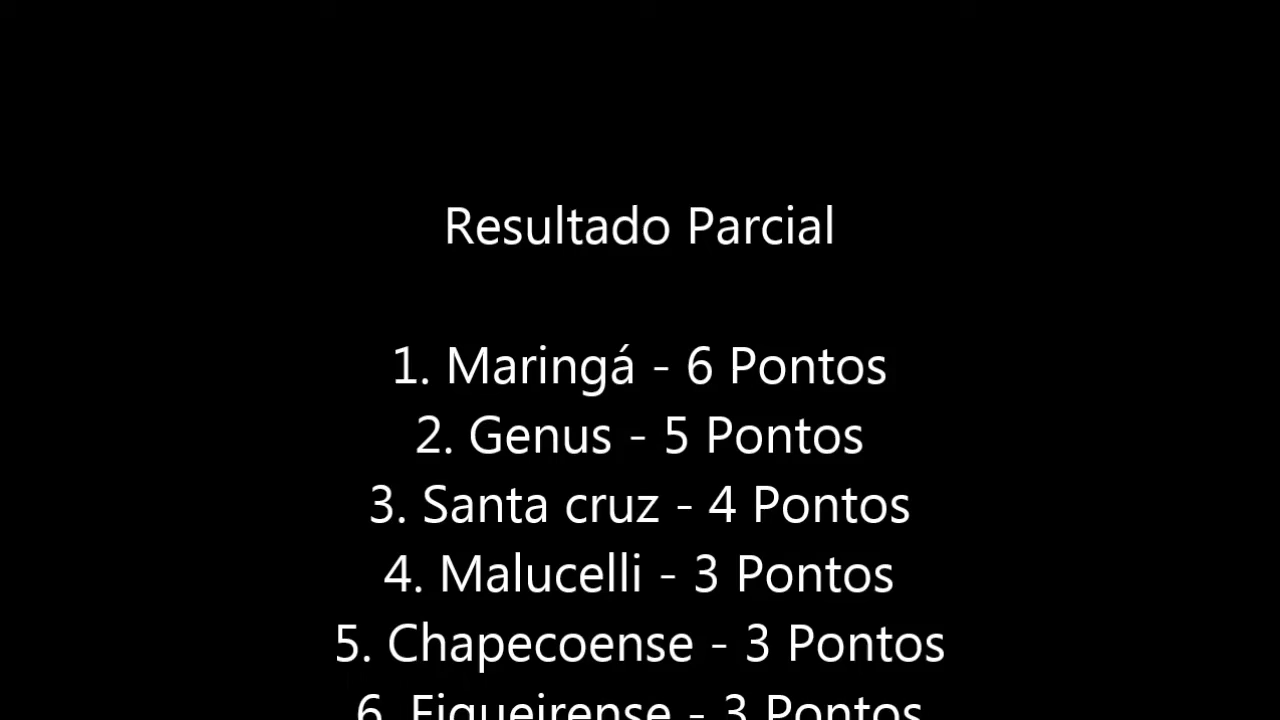 Resultado Parcial
1. Maringá - 6 Pontos
2. Genus - 5 Pontos
3. Santa cruz - 4 Pontos
4. Malucelli - 3 Pontos
5. Chapecoense - 3 Pontos
6. Figueirense - 3 Pontos